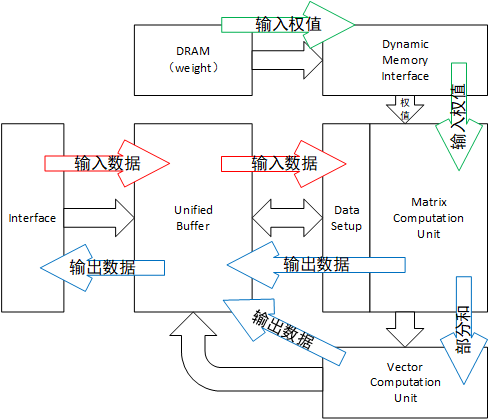 输入权值
DRAM
（weight）
Dynamic
Memory
Interface
权
值
输入权值
输入数据
输入数据
Interface
Unified
Buffer
Data
Setup
Matrix
Computation
Unit
输出数据
输出数据
输出数据
部分和
Vector
Computation
Unit